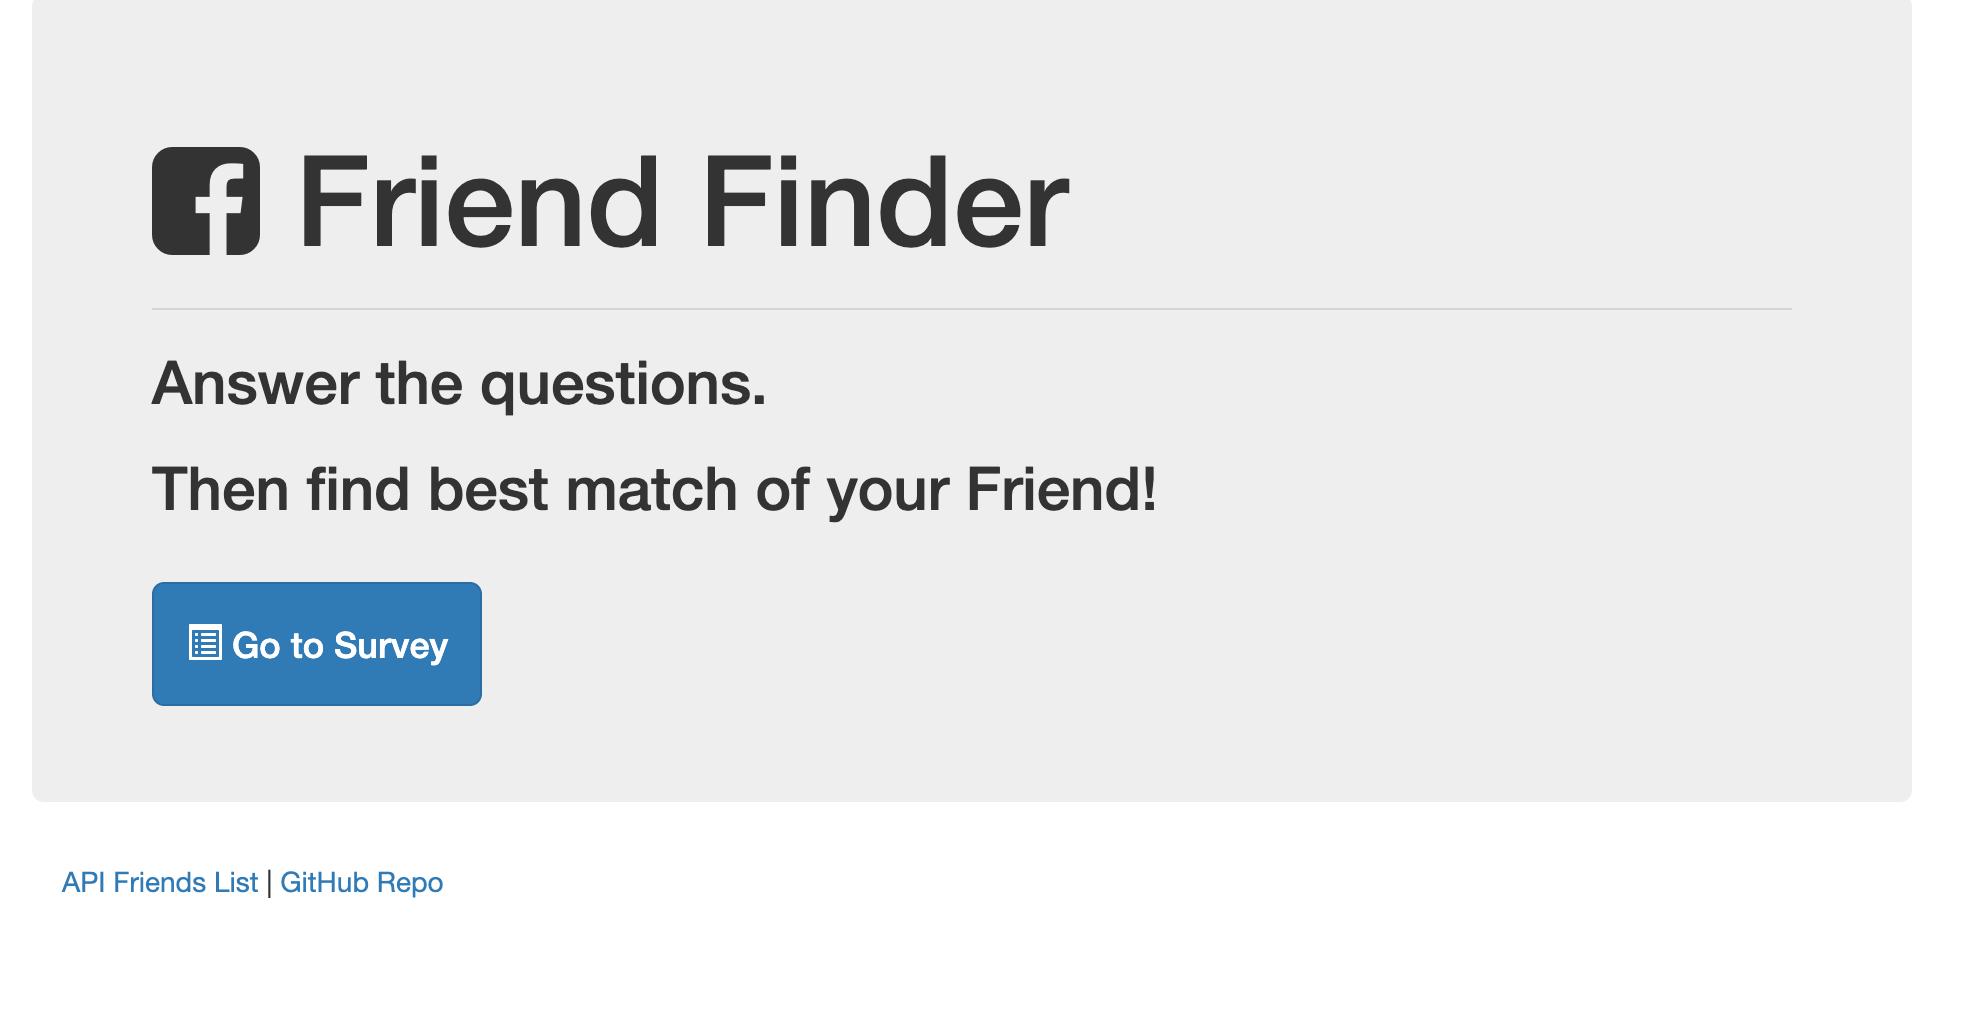 Friend Finder
Answer the questions.
Then find best match of your Friend!
Go to Survey
API Friends List | GitHub Repo